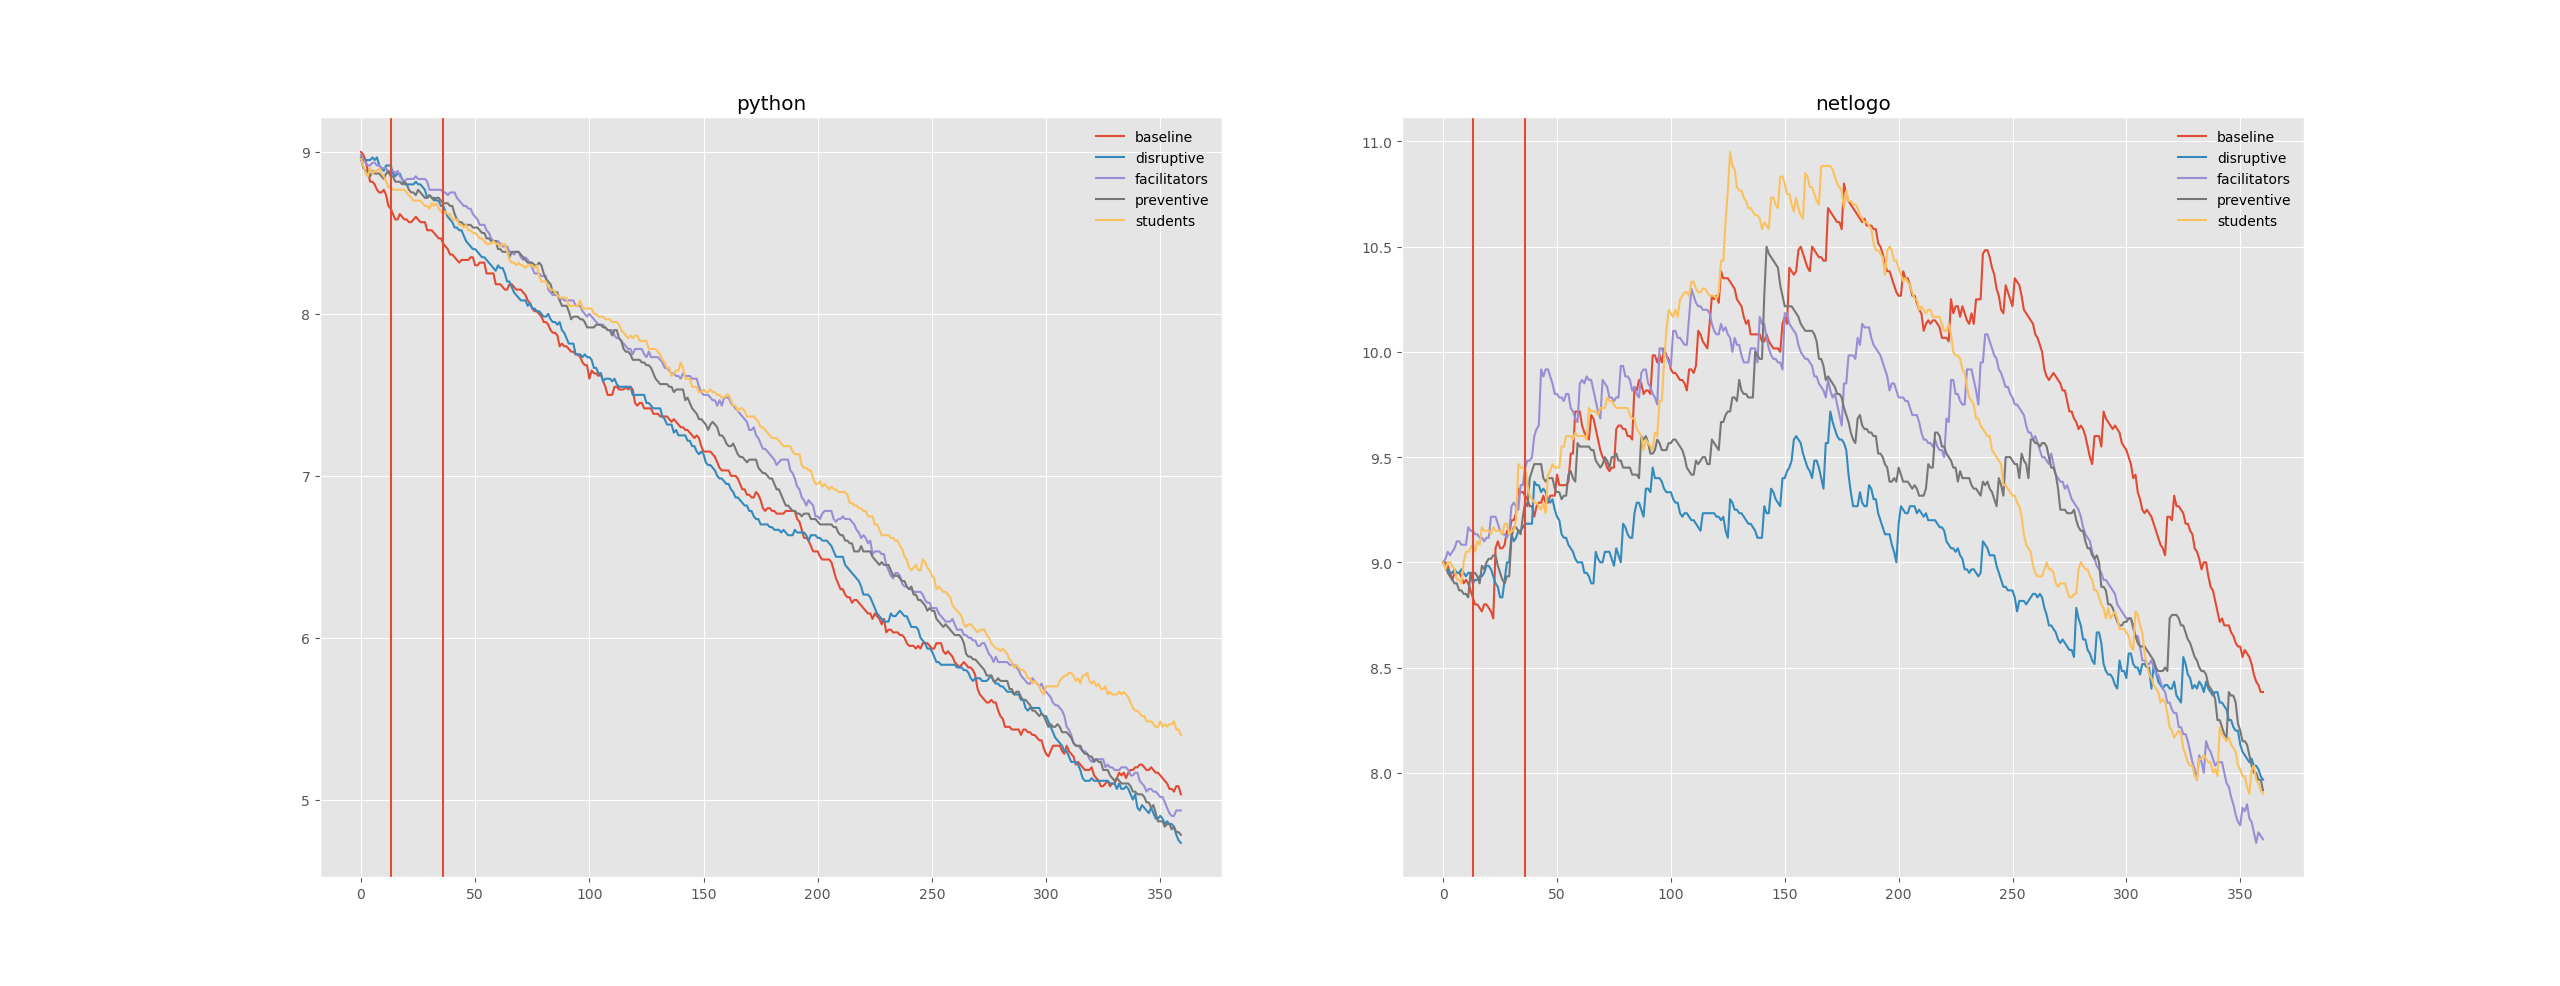 python
9
8
7
6
5
0 50 100 150 200 250 300 350
baseline
disruptive
facilitators
preventive
students
netlogo
11.0
10.5
10.0
9.5
9.0
8.5
8.0
0 50 100 150 200 250 300 350
baseline
disruptive
facilitators
preventive
students